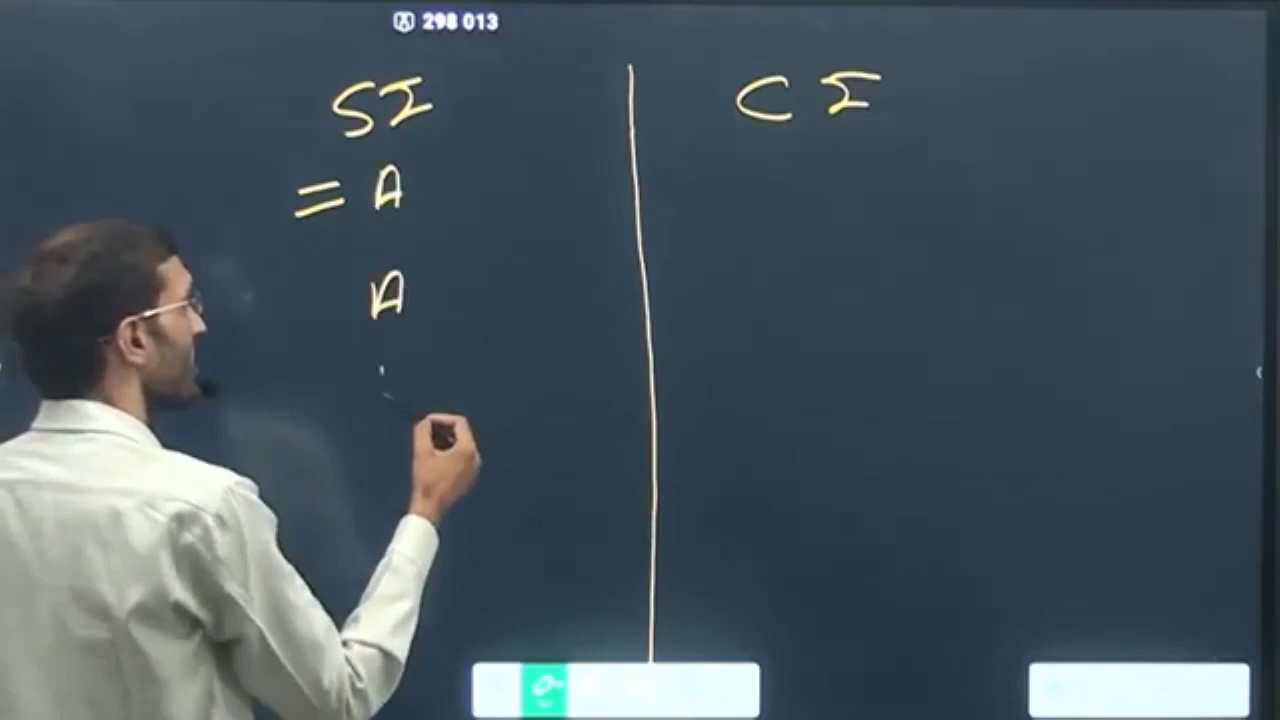 298 013
SI
CI
= A
A